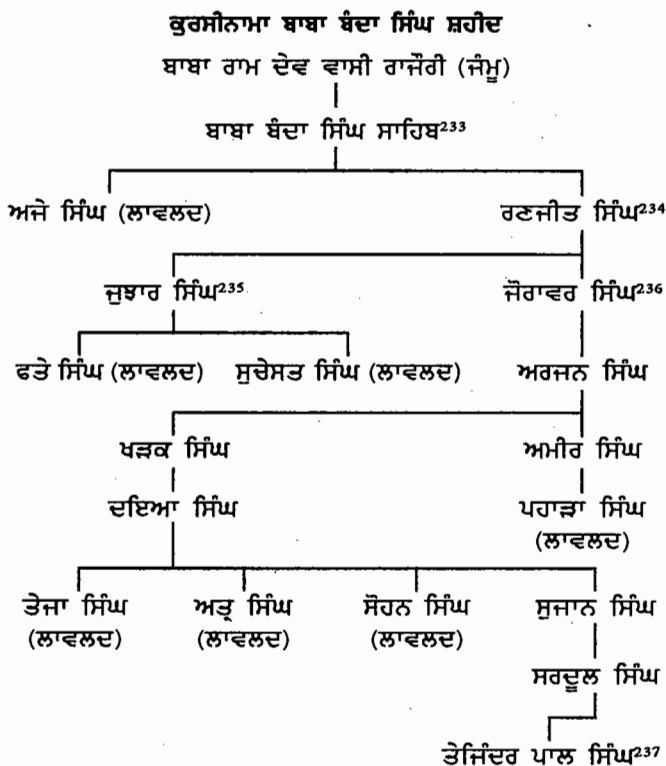 ਕੁਰਸੀਨਾਮਾ ਬਾਬਾ ਬੰਦਾ ਸਿੰਘ ਸ਼ਹੀਦ
ਬਾਬਾ ਰਾਮ ਦੇਵ ਵਾਸੀ ਰਾਜੌਰੀ (ਜੰਮੂ)
ਬਾਬਾ ਬੰਦਾ ਸਿੰਘ ਸਾਹਿਬ²³³
ਅਜੇ ਸਿੰਘ (ਲਾਵਲਦ) ਰਣਜੀਤ ਸਿੰਘ²³⁴
ਜੁਝਾਰ ਸਿੰਘ²³⁵ ਜੋਰਾਵਰ ਸਿੰਘ²³⁶
ਫਤੇ ਸਿੰਘ (ਲਾਵਲਦ) ਸੁਚੇਸਤ ਸਿੰਘ (ਲਾਵਲਦ) ਅਰਜਨ ਸਿੰਘ
ਖੜਕ ਸਿੰਘ ਅਮੀਰ ਸਿੰਘ
ਦਇਆ ਸਿੰਘ ਪਹਾੜਾ ਸਿੰਘ
(ਲਾਵਲਦ)
ਤੇਜਾ ਸਿੰਘ ਅਤ੍ਰ ਸਿੰਘ ਸੋਹਨ ਸਿੰਘ ਸੁਜਾਨ ਸਿੰਘ
(ਲਾਵਲਦ) (ਲਾਵਲਦ) (ਲਾਵਲਦ)
ਸਰਦੂਲ ਸਿੰਘ
ਤੇਜਿੰਦਰ ਪਾਲ ਸਿੰਘ²³⁷